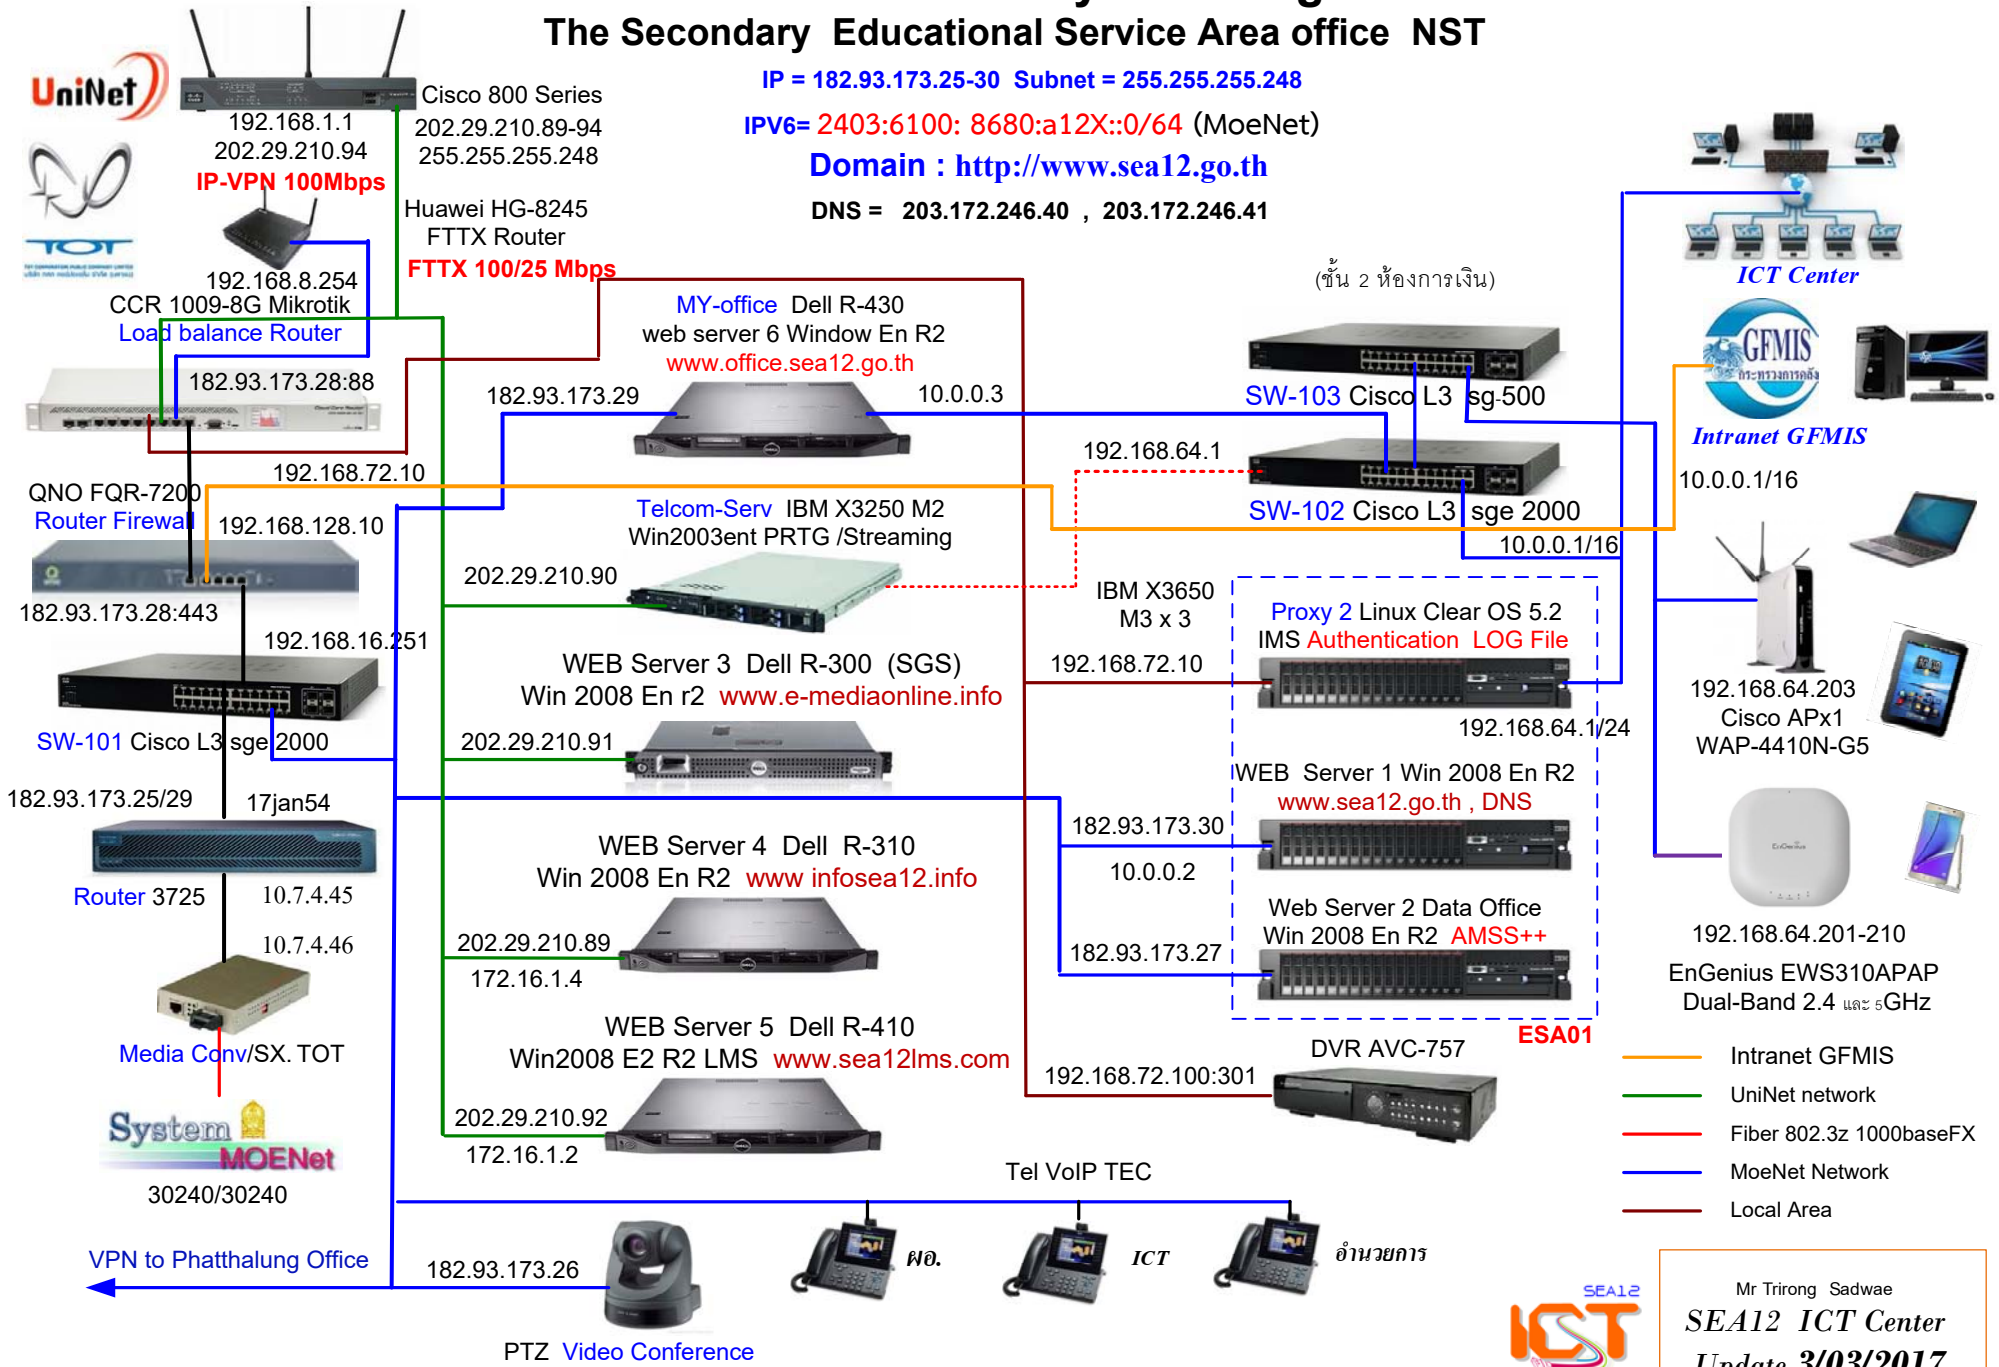 The Secondary Educational Service Area office NST
IP = 182.93.173.25-30 Subnet = 255.255.255.248
IPV6= 2403:6100: 8680:a12X::0/64 (MoeNet)
Domain : http://www.sea12.go.th
DNS = 203.172.246.40 , 203.172.246.41
UniNet
Cisco 800 Series
202.29.210.89-94
255.255.255.248
192.168.1.1
202.29.210.94
IP-VPN 100Mbps
TOT
Huawei HG-8245
FTTX Router
FTTX 100/25 Mbps
192.168.8.254
CCR 1009-8G Mikrotik
Load balance Router
182.93.173.28:88
192.168.72.10
QNO FQR-7200
Router Firewall
192.168.128.10
182.93.173.28:443
192.168.16.251
SW-101 Cisco L3 sge 2000
182.93.173.25/29
17jan54
Router 3725
10.7.4.45
10.7.4.46
Media Conv/SX. TOT
System
MOENet
30240/30240
VPN to Phatthalung Office
MY-office Dell R-430
web server 6 Window En R2
www.office.sea12.go.th
182.93.173.29
10.0.0.3
Telcom-Serv IBM X3250 M2
Win2003ent PRTG /Streaming
202.29.210.90
WEB Server 3 Dell R-300 (SGS)
Win 2008 En r2 www.e-mediaonline.info
202.29.210.91
WEB Server 4 Dell R-310
Win 2008 En R2 www infosea12.info
202.29.210.89
172.16.1.4
WEB Server 5 Dell R-410
Win2008 E2 R2 LMS www.sea12lms.com
202.29.210.92
172.16.1.2
Tel VoIP TEC
182.93.173.26
PTZ Video Conference
ผอ.
ICT
อำนวยการ
(ชั้น 2 ห้องการเงิน)
SW-103 Cisco L3 sg-500
192.168.64.1
SW-102 Cisco L3 sge 2000
10.0.0.1/16
IBM X3650
M3 x 3
Proxy 2 Linux Clear OS 5.2
IMS Authentication LOG File
192.168.72.10
192.168.64.1/24
WEB Server 1 Win 2008 En R2
www.sea12.go.th , DNS
182.93.173.30
10.0.0.2
Web Server 2 Data Office
Win 2008 En R2 AMSS++
182.93.173.27
ESA01
DVR AVC-757
192.168.72.100:301
ICT Center
GFMIS
กระทรวงการคลัง
Intranet GFMIS
10.0.0.1/16
192.168.64.203
Cisco APx1
WAP-4410N-G5
EnGenius
192.168.64.201-210
EnGenius EWS310APAP
Dual-Band 2.4 และ 5GHz
Intranet GFMIS
UniNet network
Fiber 802.3z 1000baseFX
MoeNet Network
Local Area
SEA12
ICT
Mr Trirong Sadwae
SEA12 ICT Center
Update 3/03/2017